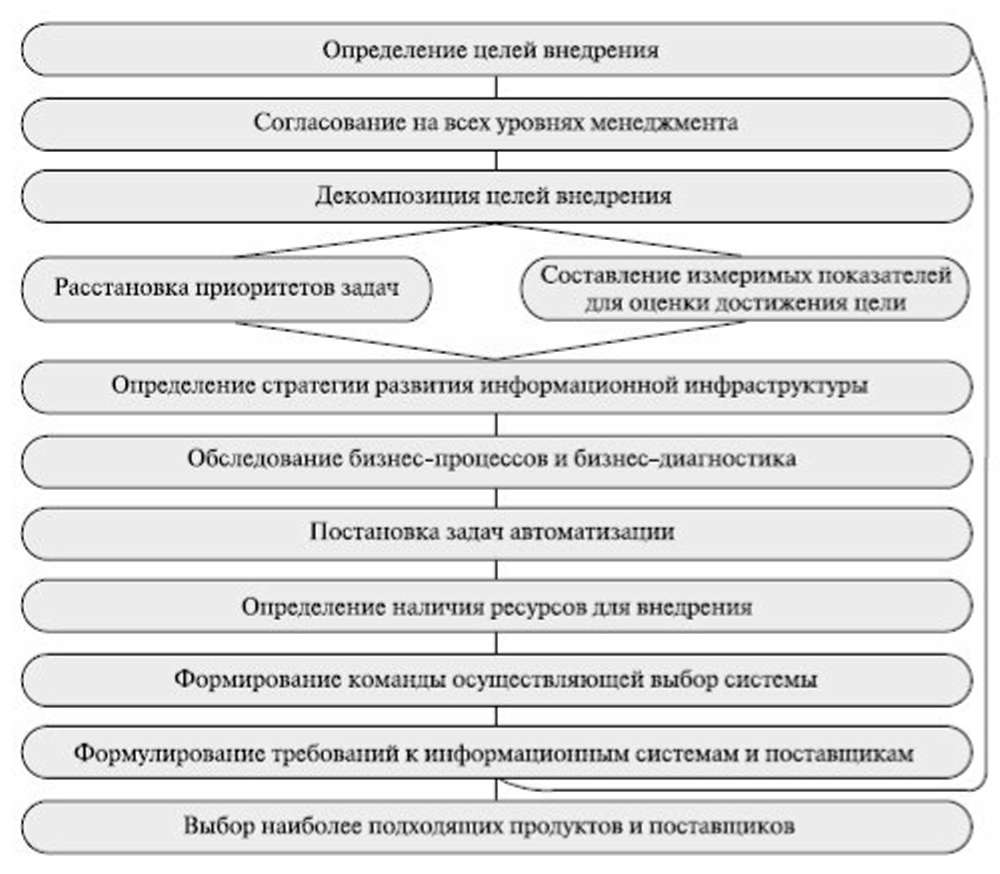 Определение целей внедрения
Согласование на всех уровнях менеджмента
Декомпозиция целей внедрения
Расстановка приоритетов задач
Составление измеримых показателей
для оценки достижения цели
Определение стратегии развития информационной инфраструктуры
Обследование бизнес-процессов и бизнес-диагностика
Постановка задач автоматизации
Определение наличия ресурсов для внедрения
Формирование команды осуществляющей выбор системы
Формулирование требований к информационным системам и поставщикам
Выбор наиболее подходящих продуктов и поставщиков